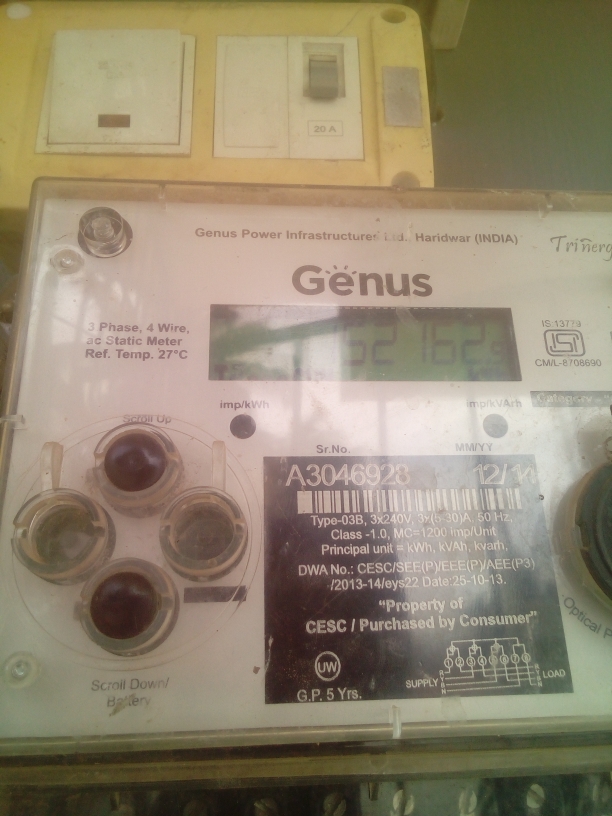 20 A
Genus Power Infrastructures Ltd. Haridwar (INDIA)
Genus
3 Phase, 4 Wire,
ac Static Meter
Ref. Temp. 27°C
IS:13779
CM/L-8708690
imp/kWh
imp/kVArh
Category
Scroll Up
Sr.No.
MM/YY
A3046928
Type-03B, 3x240V, 3x(5-30)A, 50 Hz,
Class -1.0, MC=1200 imp/Unit
Principal unit = kWh, kVAh, kvarh,
DWA No.: CESC/SEE(P)/EEE(P)/AEE(P3)
/2013-14/eys22 Date:25-10-13.
"Property of
CESC / Purchased by Consumer"
UW
G.P. 5 Yrs.
SUPPLY
LOAD
Scroll Down/
Battery
Optical